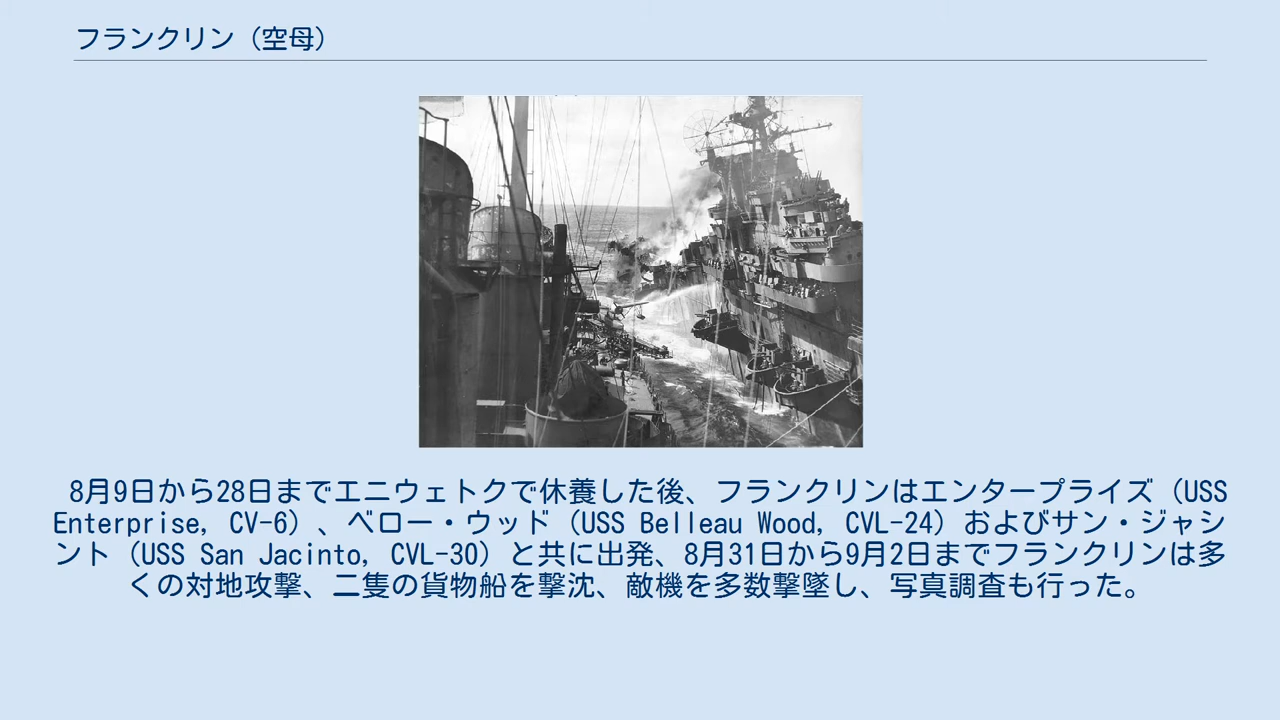 フランクリン（空母）
8月9日から28日までエニウェトクで休養した後、フランクリンはエンタープライズ（USS
Enterprise, CV-6）、ベロー・ウッド（USS Belleau Wood, CVL-24）およびサン・ジャシ
ント（USS San Jacinto, CVL-30）と共に出発、8月31日から9月2日までフランクリンは多
くの対地攻撃、二隻の貨物船を撃沈、敵機を多数撃墜し、写真調査も行った。